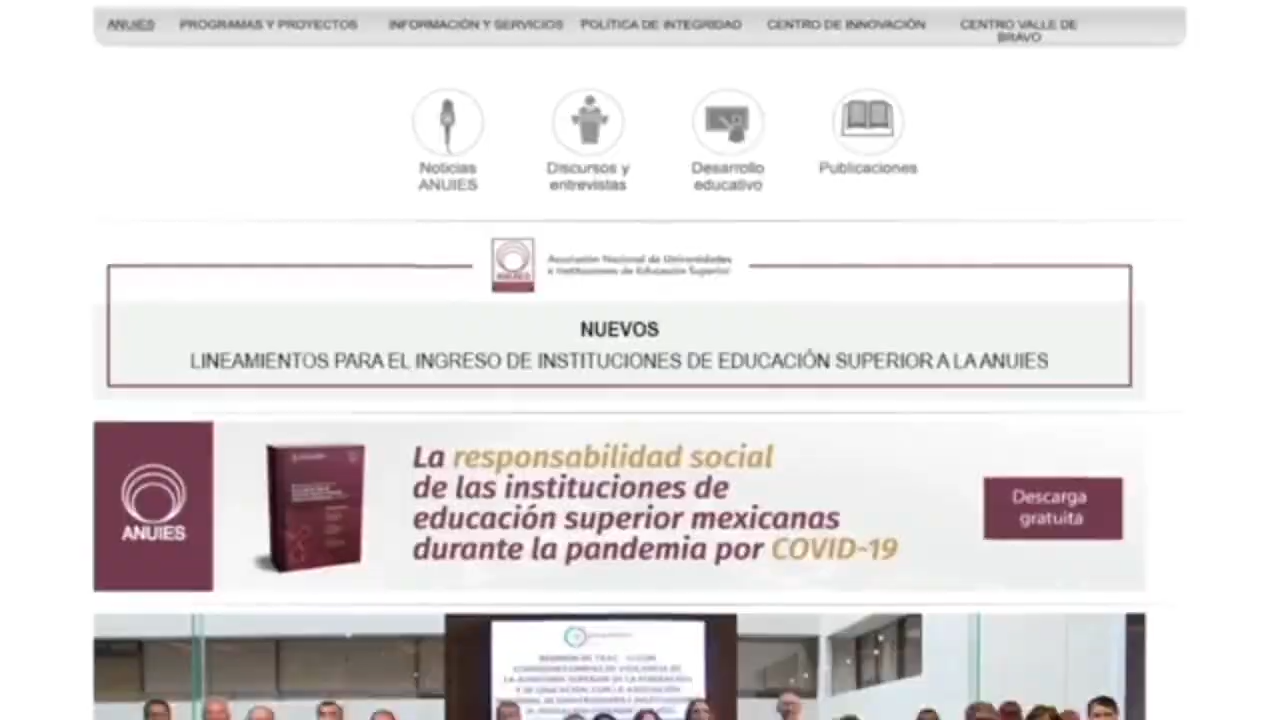 ANUIES PROGRAMAS Y PROYECTOS INFORMACIÓN Y SERVICIOS POLÍTICA DE INTEGRIDAD CENTRO DE INNOVACIÓN CENTRO VALLE DE
BRAVO
Noticias
ANUIES
Discursos y
entrevistas
Desarrollo
educativo
Publicaciones
ANUIES
Asociación Nacional de Universidades
e Instituciones de Educación Superior
NUEVOS
LINEAMIENTOS PARA EL INGRESO DE INSTITUCIONES DE EDUCACIÓN SUPERIOR A LA ANUIES
ANUIES
La responsabilidad social
de las instituciones de
educación superior mexicanas
durante la pandemia por COVID-19
Descarga
gratuita